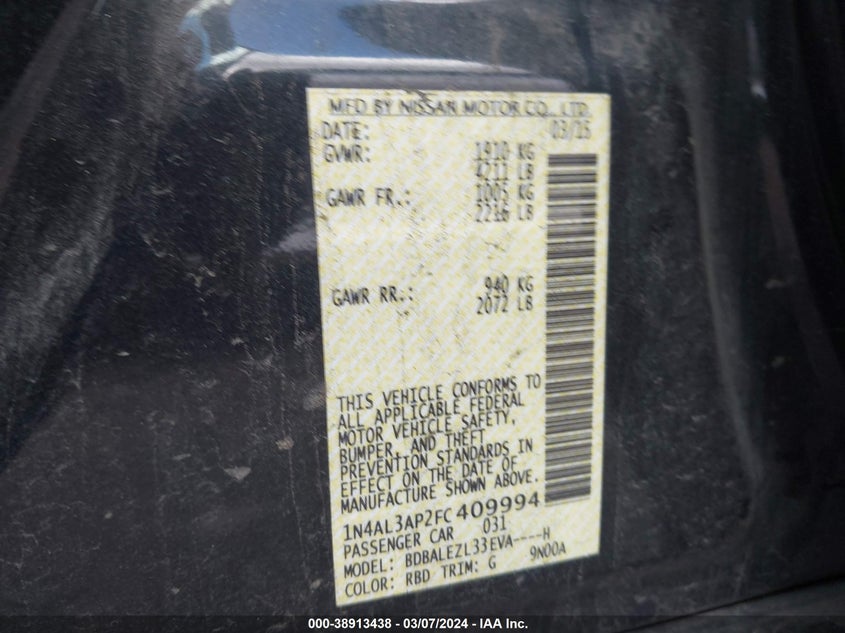 MFD BY NISSAN MOTOR CO., LTD.
DATE: 03/15
GVWR: 1910 KG
4211 LB
GAWR FR.: 1005 KG
2216 LB
GAWR RR.: 940 KG
2072 LB
THIS VEHICLE CONFORMS TO
ALL APPLICABLE FEDERAL
MOTOR VEHICLE SAFETY,
BUMPER, AND THEFT
PREVENTION STANDARDS IN
EFFECT ON THE DATE OF
MANUFACTURE SHOWN ABOVE.
1N4AL3AP2FC409994
PASSENGER CAR 031
MODEL: BDBALEZL33EVA----H
COLOR: RBD TRIM: G 9N00A
000-38913438 - 03/07/2024 - IAA Inc.